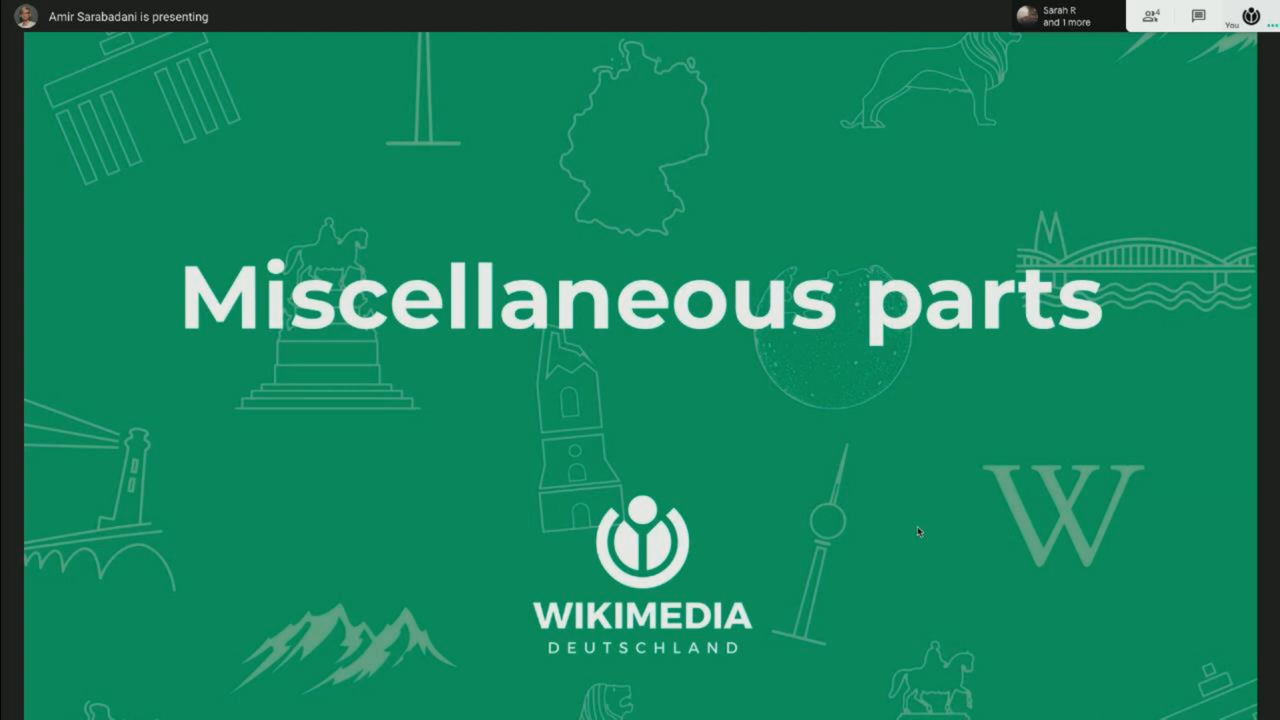 Amir Sarabadani is presenting
Sarah R
and 1 more
4
You
Miscellaneous parts
W
WIKIMEDIA
DEUTSCHLAND